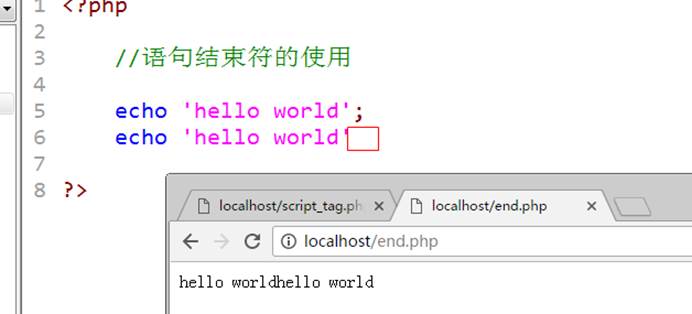 1 <?php
2
3 //语句结束符的使用
4
5 echo 'hello world';
6 echo 'hello world'
7
8 ?>
localhost/script_tag.ph
localhost/end.php
localhost/end.php
hello worldhello world